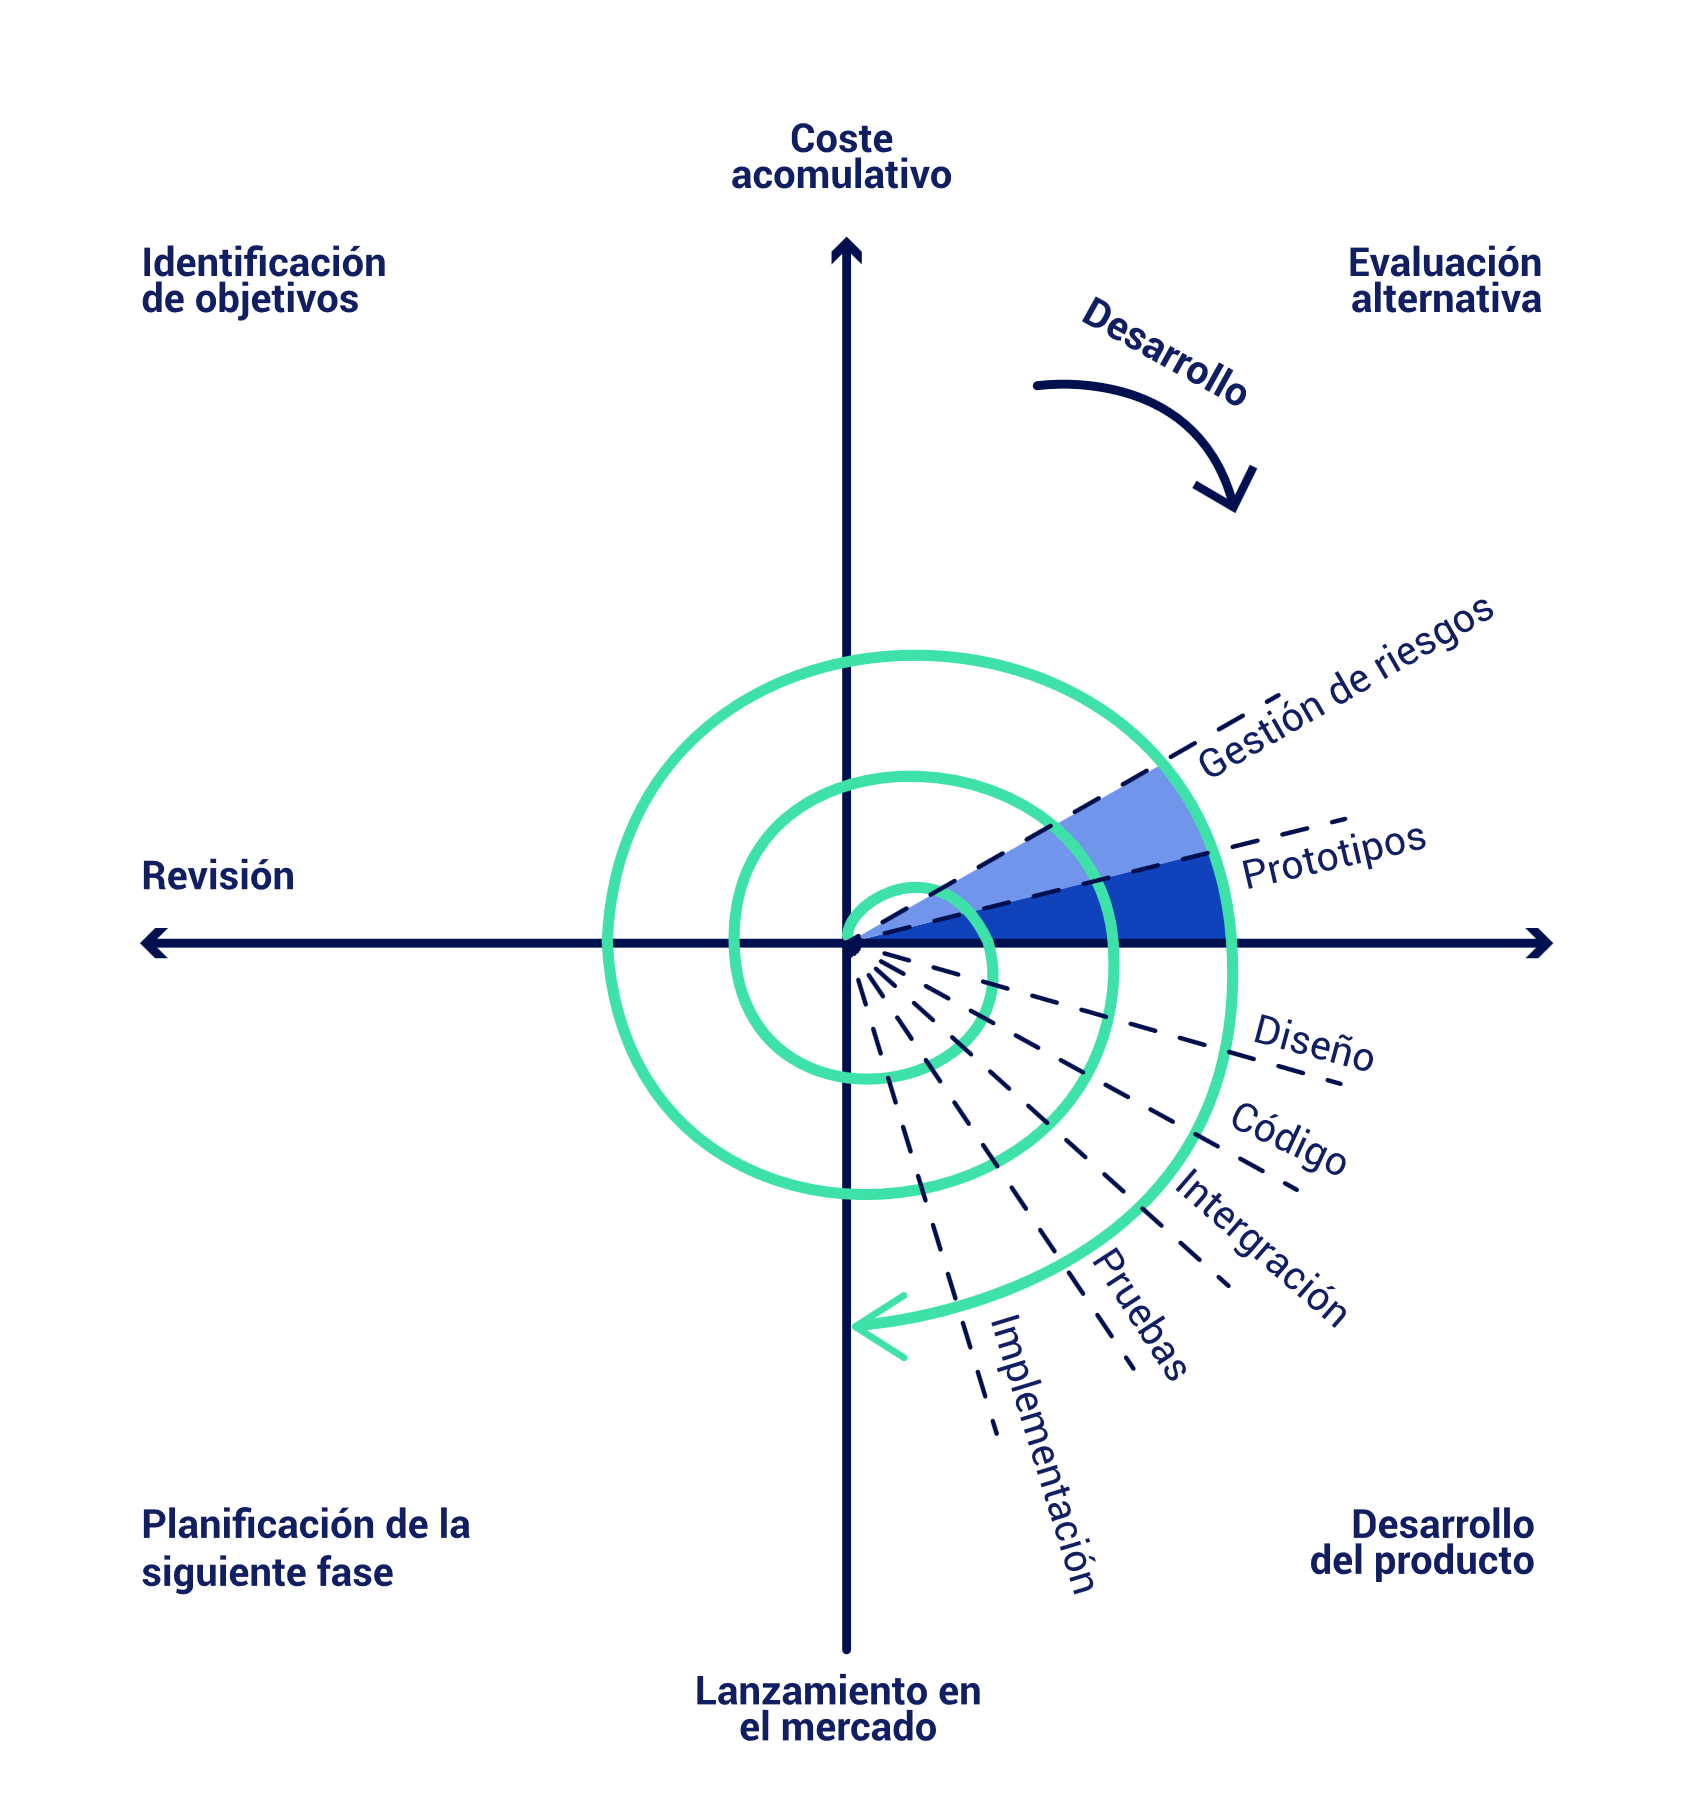 Coste
acomulativo
Identificación
de objetivos
Evaluación
alternativa
Desarrollo
Gestión de riesgos
Prototipos
Revisión
Diseño
Código
Intergración
Pruebas
Implementación
Planificación de la
siguiente fase
Desarrollo
del producto
Lanzamiento en
el mercado